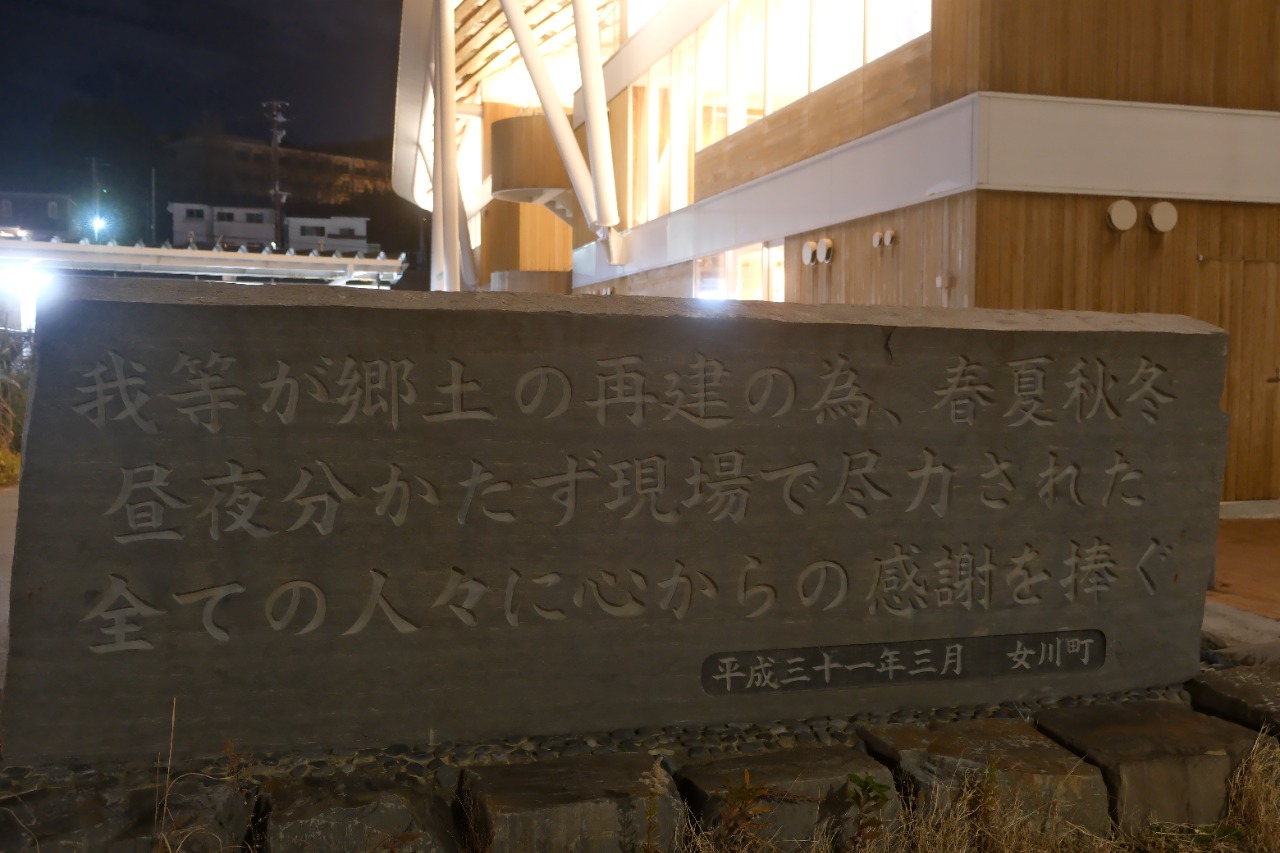 我等が郷土の再建の為、春夏秋冬
昼夜分かたず現場で尽力された
全ての人々に心からの感謝を捧ぐ
平成三十一年三月　女川町